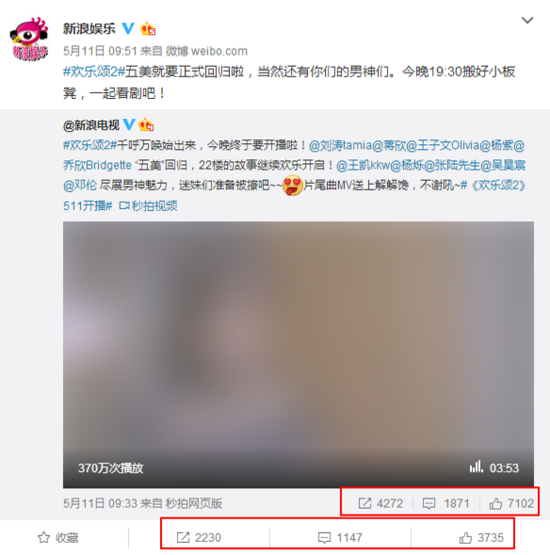 新浪娱乐
5月11日 09:51 来自 微博 weibo.com
#欢乐颂2#五美就要正式回归啦，当然还有你们的男神们。今晚19:30搬好小板
凳，一起看剧吧！
@新浪电视
#欢乐颂2#千呼万唤始出来，今晚终于要开播啦！@刘涛tamia@蒋欣@王子文Olivia@杨紫@
乔欣Bridgette “五美”回归，22楼的故事继续欢乐开启！@王凯kkw@杨烁@张陆先生@吴昊宸
@邓伦 尽展男神魅力，迷妹们准备被撩吧~~片尾曲MV送上解解馋，不谢吼~#《欢乐颂2》
511开播# 秒拍视频
370万次播放 03:53
5月11日 09:33 来自 秒拍网页版 4272 1871 7102
收藏 2230 1147 3735